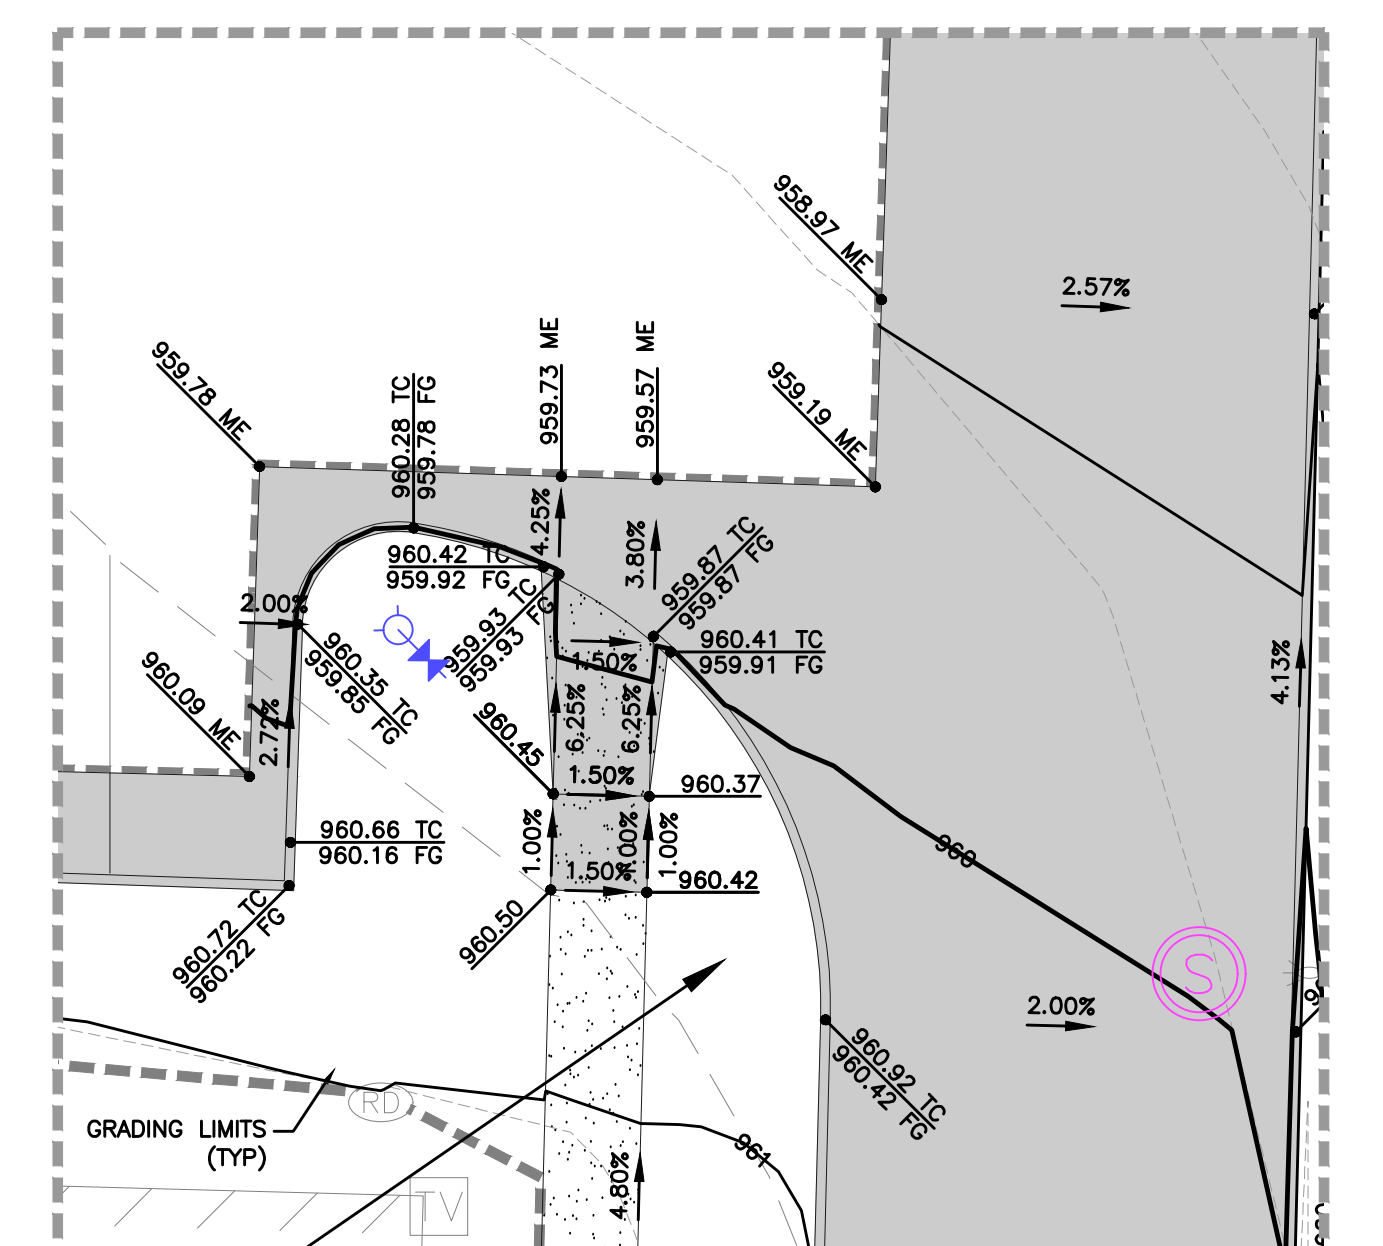 958.97 ME
2.57%
959.78 ME
960.28 TC
959.78 FG
959.73 ME
959.57 ME
959.19 ME
4.25%
3.80%
960.42 TC
959.92 FG
959.87 TC
959.87 FG
959.93 TC
959.93 FG
2.00%
960.35 TC
959.85 FG
960.41 TC
959.91 FG
1.50%
960.09 ME
2.72%
6.25%
6.25%
4.13%
960.45
1.50%
960.37
960.66 TC
960.16 FG
1.00%
1.00%
1.00%
960
1.50%
960.42
960.72 TC
960.22 FG
960.50
S
2.00%
960.92 TC
960.42 FG
RD
GRADING LIMITS
(TYP)
961
4.80%
TV